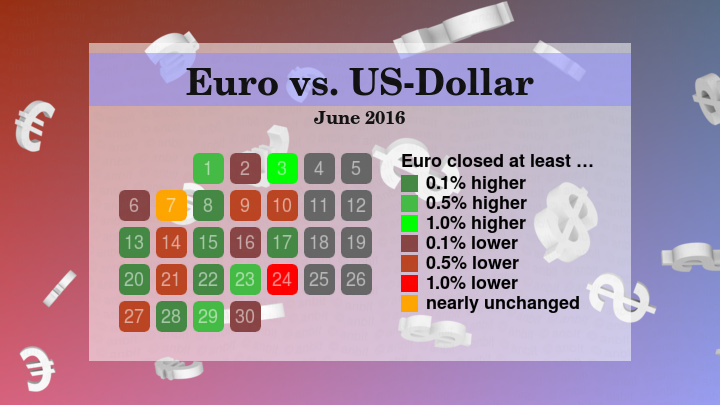 Euro vs. US-Dollar
June 2016
1 2 3 4 5
6 7 8 9 10 11 12
13 14 15 16 17 18 19
20 21 22 23 24 25 26
27 28 29 30
Euro closed at least …
0.1% higher
0.5% higher
1.0% higher
0.1% lower
0.5% lower
1.0% lower
nearly unchanged